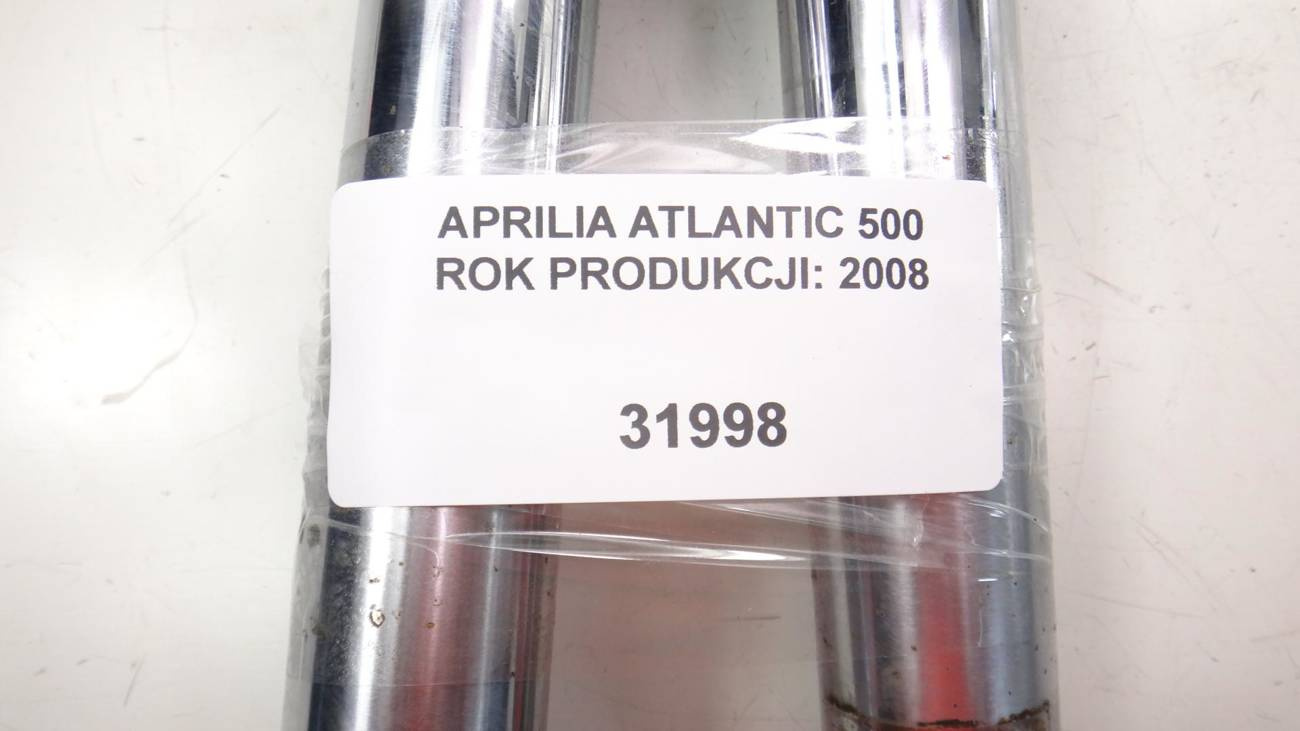 APRILIA ATLANTIC 500
ROK PRODUKCJI: 2008
31998